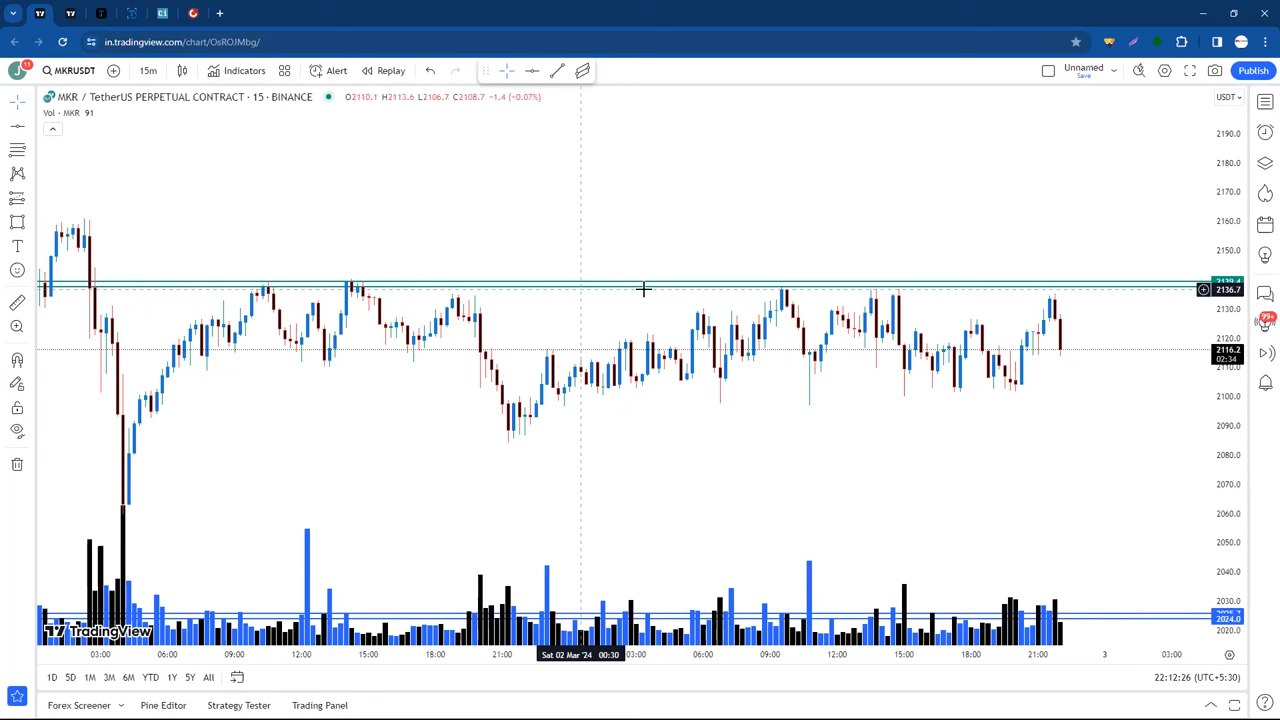 in.tradingview.com/chart/OsROJMbg/
J 11 MKRUSDT 15m Indicators Alert Replay Unnamed Save Publish
MKR / TetherUS PERPETUAL CONTRACT · 15 · BINANCE O2110.1 H2113.6 L2106.7 C2108.7 −1.4 (−0.07%) USDT
Vol · MKR 91
2190.0
2180.0
2170.0
2160.0
2150.0
2136.7
2130.0
2120.0
2116.2
02:34
2110.0
2100.0
2090.0
2080.0
2070.0
2060.0
2050.0
2040.0
2030.0
2024.0
2020.0
99+
TradingView
03:00 06:00 09:00 12:00 15:00 18:00 21:00 Sat 02 Mar '24 00:30 03:00 06:00 09:00 12:00 15:00 18:00 21:00 3 03:00
1D 5D 1M 3M 6M YTD 1Y 5Y All 22:12:26 (UTC+5:30)
Forex Screener Pine Editor Strategy Tester Trading Panel